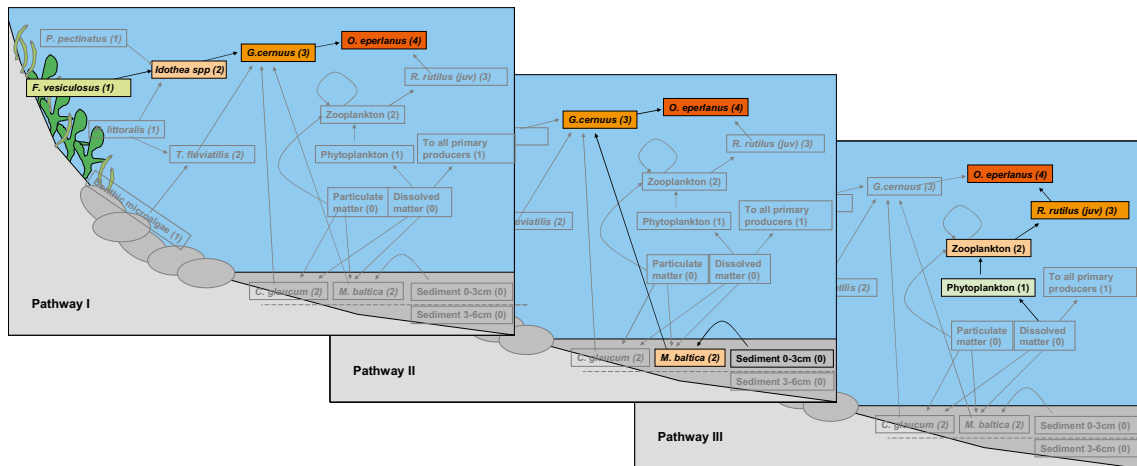 P. pectinatus (1)
Idothea spp (2)
G.cernuus (3)
O. eperlanus (4)
F. vesiculosus (1)
R. rutilus (juv) (3)
Zooplankton (2)
littoralis (1)
T. fluviatilis (2)
Phytoplankton (1)
To all primary
producers (1)
Benthic microalgae (1)
Particulate
matter (0)
Dissolved
matter (0)
C. glaucum (2)
M. baltica (2)
Sediment 0-3cm (0)
Sediment 3-6cm (0)
Pathway I
G.cernuus (3)
O. eperlanus (4)
R. rutilus (juv) (3)
Zooplankton (2)
uviatilis (2)
Phytoplankton (1)
To all primary
producers (1)
Particulate
matter (0)
Dissolved
matter (0)
C. glaucum (2)
M. baltica (2)
Sediment 0-3cm (0)
Sediment 3-6cm (0)
Pathway II
G.cernuus (3)
O. eperlanus (4)
R. rutilus (juv) (3)
Zooplankton (2)
atilis (2)
Phytoplankton (1)
To all primary
producers (1)
Particulate
matter (0)
Dissolved
matter (0)
C. glaucum (2)
M. baltica (2)
Sediment 0-3cm (0)
Sediment 3-6cm (0)
Pathway III